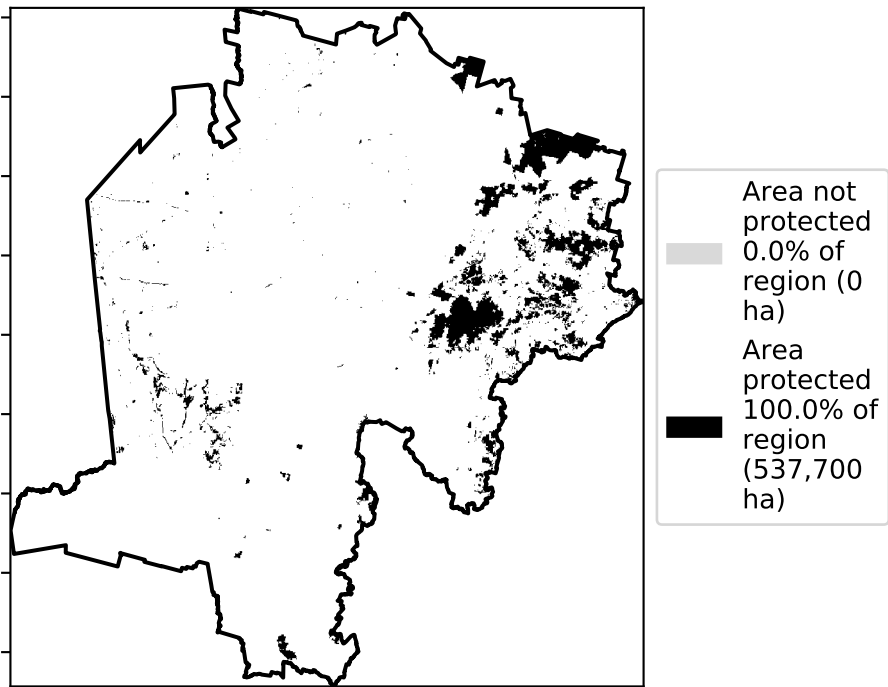 Area not
protected
0.0% of
region (0
ha)
Area
protected
100.0% of
region
(537,700
ha)